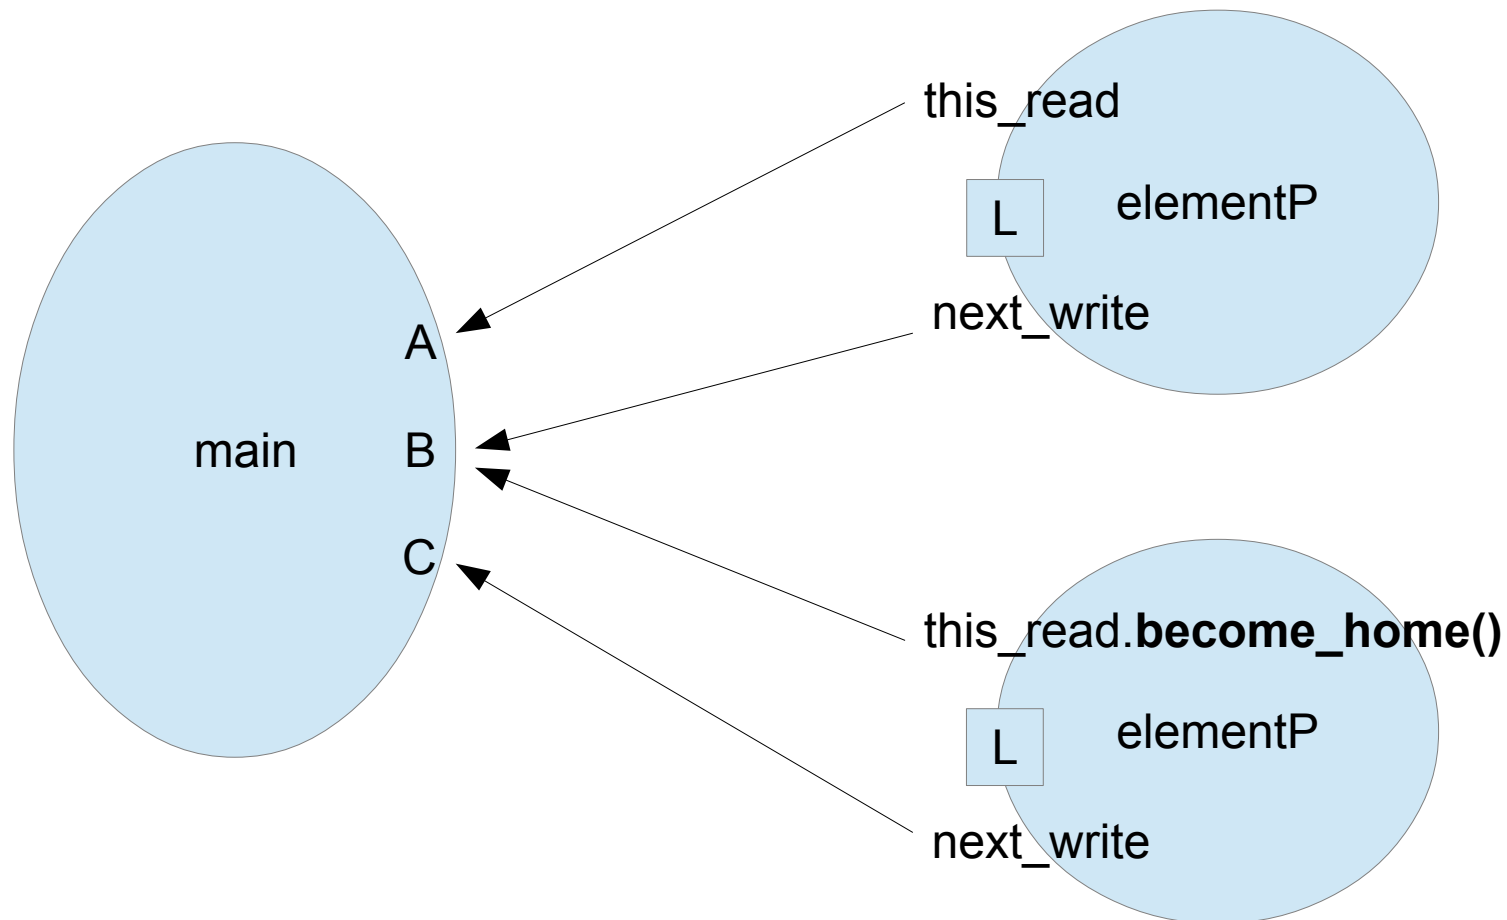 this_read
elementP
L
next_write
A
main
B
C
this_read.become_home()
elementP
L
next_write